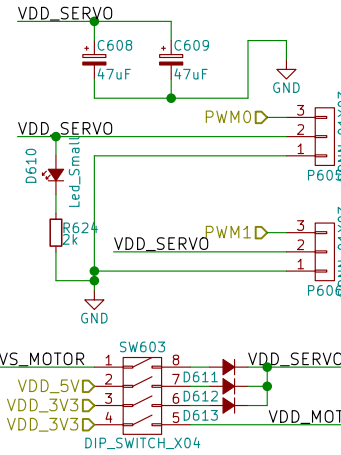 VDD_SERVO
C608
C609
47uF
47uF
GND
PWM0
3
VDD_SERVO
2
1
D610
Led_Small
P605
R624
2k
PWM1
3
VDD_SERVO
2
1
P606
GND
SW603
VS_MOTOR
1
8
VDD_SERVO
VDD_5V
2
7
D611
VDD_3V3
3
6
D612
VDD_3V3
4
5
D613
VDD_MOT
DIP_SWITCH_X04